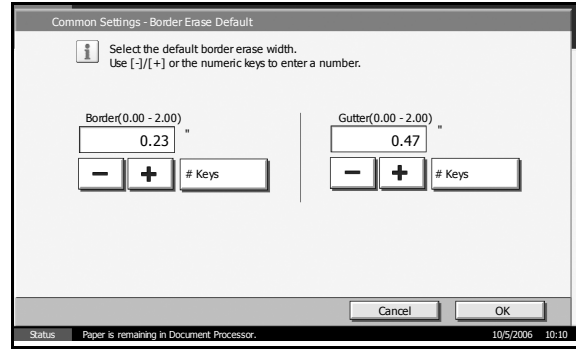 Common Settings - Border Erase Default
Select the default border erase width.
Use [-]/[+] or the numeric keys to enter a number.
Border(0.00 - 2.00)
0.23 "
− + # Keys
Gutter(0.00 - 2.00)
0.47 "
− + # Keys
Cancel OK
Status Paper is remaining in Document Processor. 10/5/2006 10:10